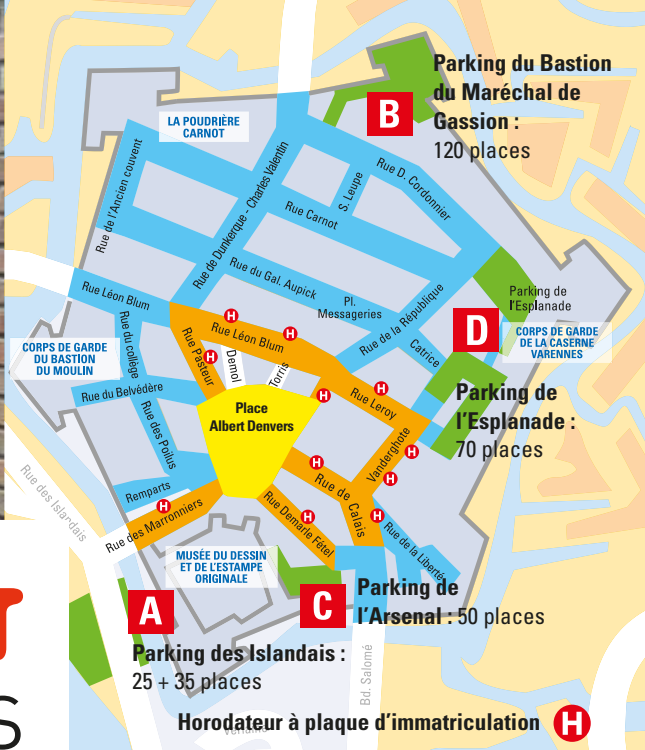 B
Parking du Bastion
du Maréchal de
Gassion :
120 places
LA POUDRIÈRE
CARNOT
Rue de l'Ancien couvent
Rue de Dunkerque - Charles Valentin
S. Leupe
Rue D. Cordonnier
Rue Carnot
Rue du Gal. Aupick
Pl.
Messageries
Rue de la République
Parking de
l'Esplanade
Rue Léon Blum
H
H
Rue Léon Blum
D
CORPS DE GARDE
DE LA CASERNE
VARENNES
CORPS DE GARDE
DU BASTION
DU MOULIN
Rue du collège
Rue Pasteur
H
Demol
Torris
Catrice
Rue du Belvédère
Place
Albert Denvers
H
H
Rue Leroy
Parking de
l'Esplanade :
70 places
Rue des Poilus
Vanderghote
H
H
H
Rue de Calais
Remparts
H
Rue des Marronniers
Rue des Islandais
H
Rue Demarle Fétel
H
Rue de la Liberté
MUSÉE DU DESSIN
ET DE L'ESTAMPE
ORIGINALE
A
C
Parking de
l'Arsenal : 50 places
Parking des Islandais :
25 + 35 places
Bd. Salomé
Horodateur à plaque d'immatriculation H
S